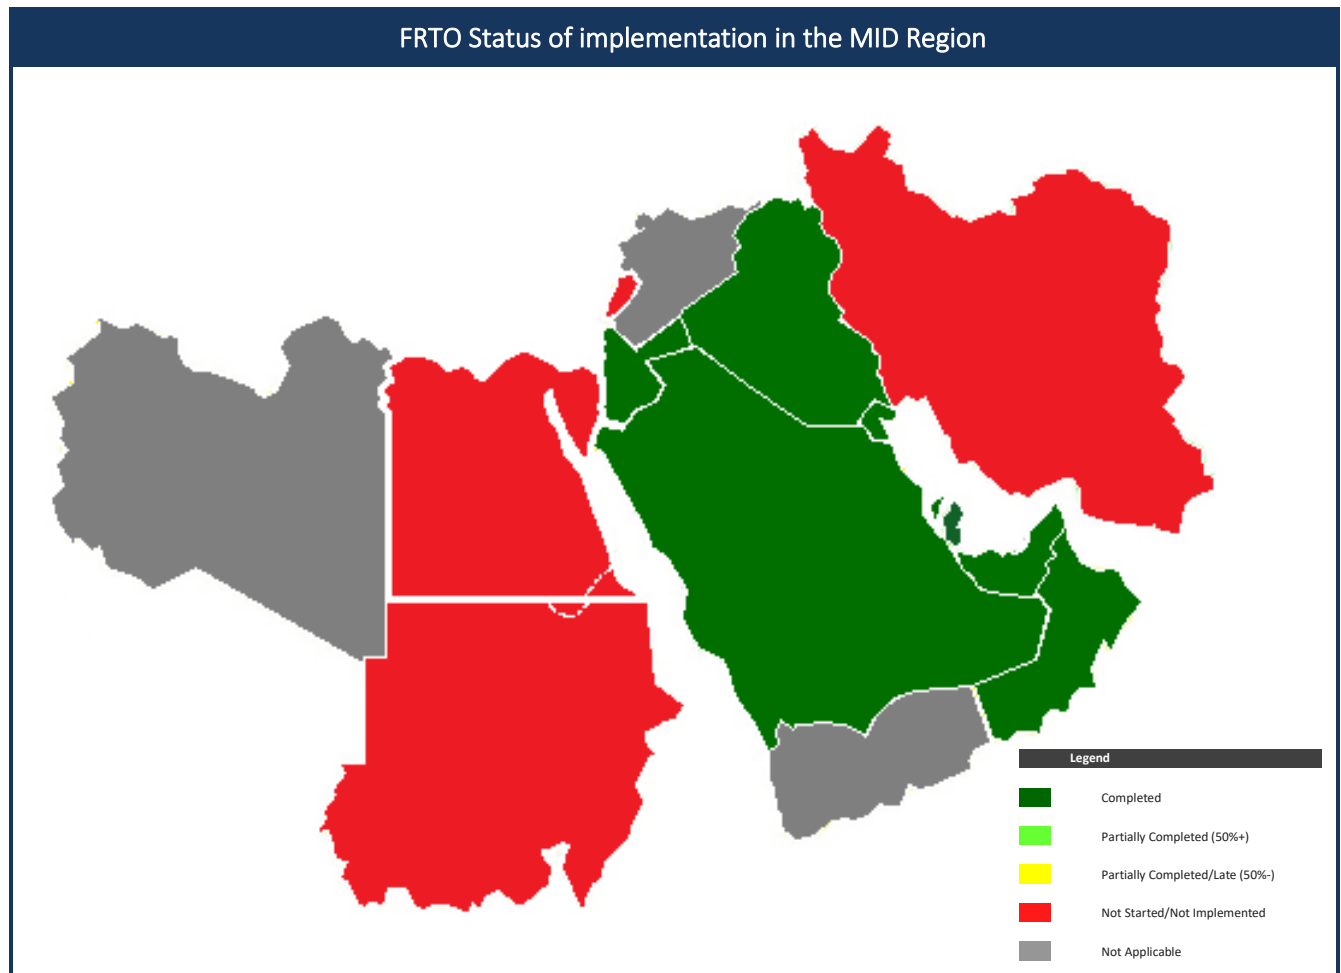 FRTO Status of implementation in the MID Region
Legend
Completed
Partially Completed (50%+)
Partially Completed/Late (50%-)
Not Started/Not Implemented
Not Applicable